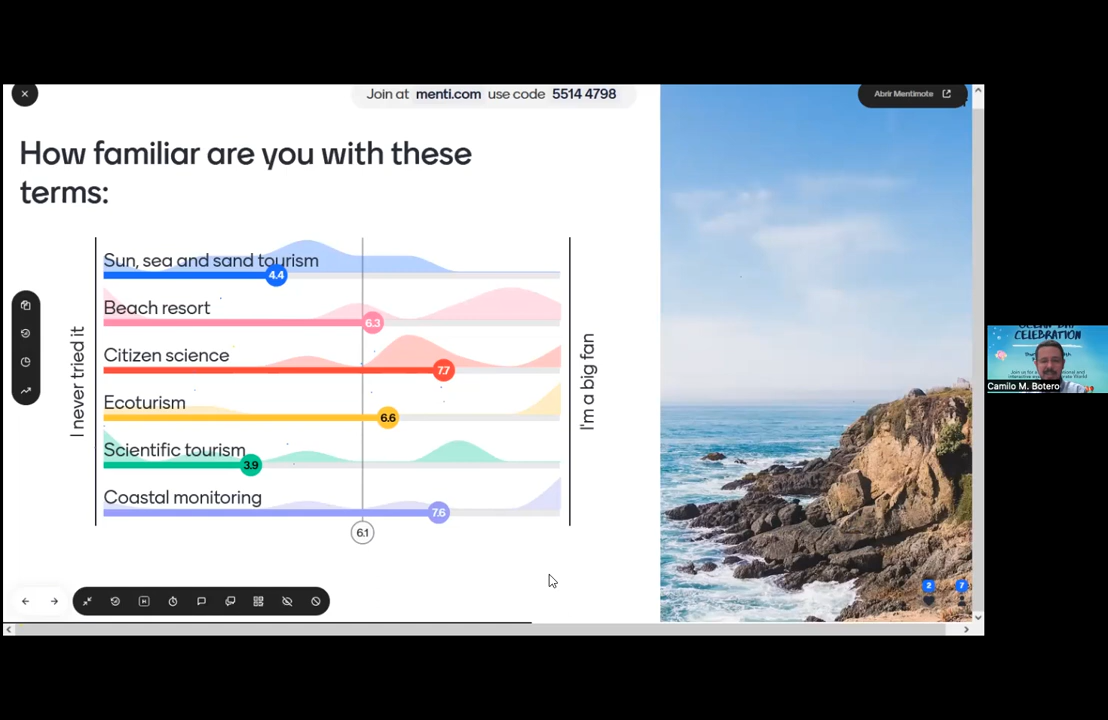 Join at menti.com use code 5514 4798
Abrir Mentimote
How familiar are you with these
terms:
I never tried it
Sun, sea and sand tourism
4.4
Beach resort
6.3
Citizen science
7.7
Ecoturism
6.6
Scientific tourism
3.9
Coastal monitoring
7.6
6.1
I'm a big fan
2
7
CELEBRATION
Camilo M. Botero